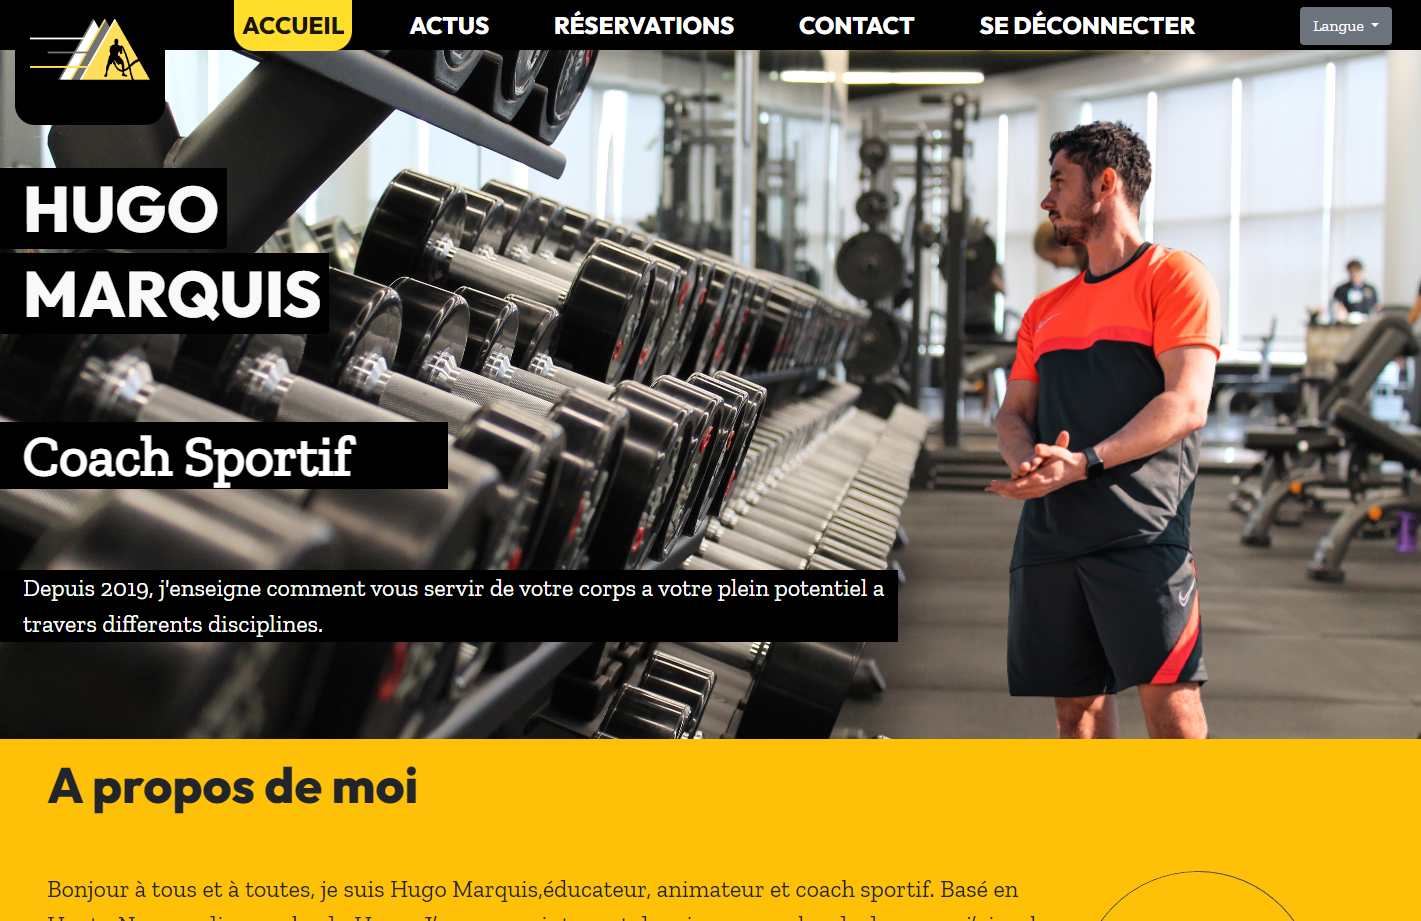 ACCUEIL ACTUS RÉSERVATIONS CONTACT SE DÉCONNECTER Langue
HUGO
MARQUIS
Coach Sportif
Depuis 2019, j'enseigne comment vous servir de votre corps a votre plein potentiel a
travers differents disciplines.
A propos de moi
Bonjour à tous et à toutes, je suis Hugo Marquis,éducateur, animateur et coach sportif. Basé en